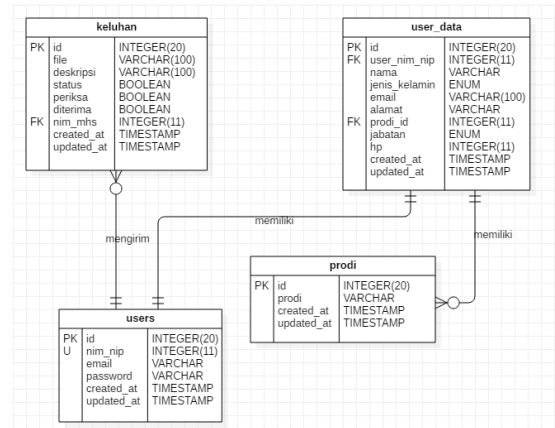 keluhan
PK id INTEGER(20)
file VARCHAR(100)
deskripsi VARCHAR(100)
status BOOLEAN
periksa BOOLEAN
diterima BOOLEAN
FK nim_mhs INTEGER(11)
created_at TIMESTAMP
updated_at TIMESTAMP
user_data
PK id INTEGER(20)
FK user_nim_nip INTEGER(11)
nama VARCHAR
jenis_kelamin ENUM
email VARCHAR(100)
alamat VARCHAR
FK prodi_id INTEGER(11)
jabatan ENUM
hp INTEGER(11)
created_at TIMESTAMP
updated_at TIMESTAMP
mengirim
memiliki
memiliki
prodi
PK id INTEGER(20)
prodi VARCHAR
created_at TIMESTAMP
updated_at TIMESTAMP
users
PK id INTEGER(20)
U nim_nip INTEGER(11)
email VARCHAR
password VARCHAR
created_at TIMESTAMP
updated_at TIMESTAMP